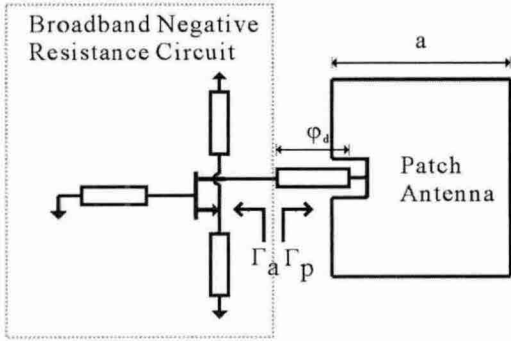 Broadband Negative
Resistance Circuit
a
φd
Patch
Antenna
Γa Γp